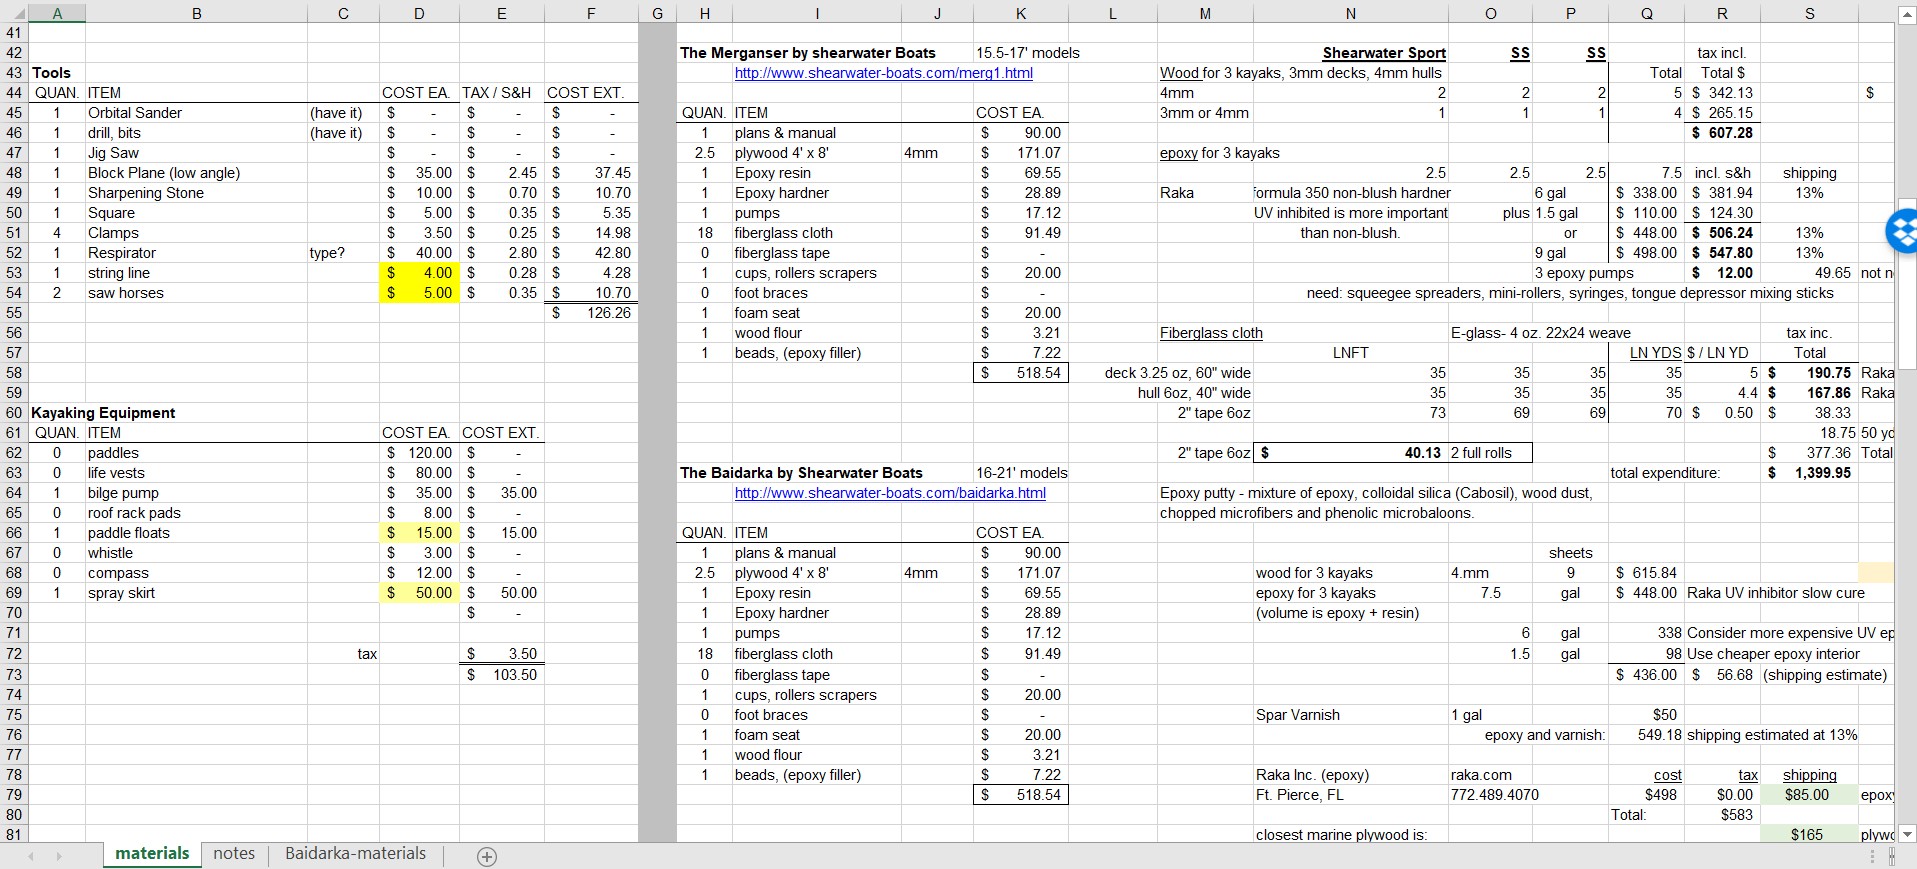 A B C D E F G H I J K L M N O P Q R S
41
42 The Merganser by shearwater Boats 15.5-17' models Shearwater Sport SS SS tax incl.
43 Tools http://www.shearwater-boats.com/merg1.html Wood for 3 kayaks, 3mm decks, 4mm hulls Total Total $
44 QUAN. ITEM COST EA. TAX / S&H COST EXT. 4mm 2 2 2 5 $ 342.13 $
45 1 Orbital Sander (have it) $ - $ - $ - QUAN. ITEM COST EA. 3mm or 4mm 1 1 1 4 $ 265.15
46 1 drill, bits (have it) $ - $ - $ - 1 plans & manual $ 90.00 $ 607.28
47 1 Jig Saw $ - $ - $ - 2.5 plywood 4' x 8' 4mm $ 171.07 epoxy for 3 kayaks
48 1 Block Plane (low angle) $ 35.00 $ 2.45 $ 37.45 1 Epoxy resin $ 69.55 2.5 2.5 2.5 7.5 incl. s&h shipping
49 1 Sharpening Stone $ 10.00 $ 0.70 $ 10.70 1 Epoxy hardner $ 28.89 Raka formula 350 non-blush hardner 6 gal $ 338.00 $ 381.94 13%
50 1 Square $ 5.00 $ 0.35 $ 5.35 1 pumps $ 17.12 UV inhibited is more important plus 1.5 gal $ 110.00 $ 124.30
51 4 Clamps $ 3.50 $ 0.25 $ 14.98 18 fiberglass cloth $ 91.49 than non-blush. or $ 448.00 $ 506.24 13%
52 1 Respirator type? $ 40.00 $ 2.80 $ 42.80 0 fiberglass tape $ - 9 gal $ 498.00 $ 547.80 13%
53 1 string line $ 4.00 $ 0.28 $ 4.28 1 cups, rollers scrapers $ 20.00 3 epoxy pumps $ 12.00 49.65 not n
54 2 saw horses $ 5.00 $ 0.35 $ 10.70 0 foot braces $ - need: squeegee spreaders, mini-rollers, syringes, tongue depressor mixing sticks
55 $ 126.26 1 foam seat $ 20.00
56 1 wood flour $ 3.21 Fiberglass cloth E-glass- 4 oz. 22x24 weave tax inc.
57 1 beads, (epoxy filler) $ 7.22 LNFT LN YDS $ / LN YD Total
58 $ 518.54 deck 3.25 oz, 60" wide 35 35 35 35 5 $ 190.75 Raka
59 hull 6oz, 40" wide 35 35 35 35 4.4 $ 167.86 Raka
60 Kayaking Equipment 2" tape 6oz 73 69 69 70 $ 0.50 $ 38.33
61 QUAN. ITEM COST EA. COST EXT. 18.75 50 yd
62 0 paddles $ 120.00 $ - 2" tape 6oz $ 40.13 2 full rolls $ 377.36 Total
63 0 life vests $ 80.00 $ - The Baidarka by Shearwater Boats 16-21' models total expenditure: $ 1,399.95
64 1 bilge pump $ 35.00 $ 35.00 http://www.shearwater-boats.com/baidarka.html Epoxy putty - mixture of epoxy, colloidal silica (Cabosil), wood dust,
65 0 roof rack pads $ 8.00 $ - chopped microfibers and phenolic microbaloons.
66 1 paddle floats $ 15.00 $ 15.00 QUAN. ITEM COST EA.
67 0 whistle $ 3.00 $ - 1 plans & manual $ 90.00 sheets
68 0 compass $ 12.00 $ - 2.5 plywood 4' x 8' 4mm $ 171.07 wood for 3 kayaks 4.mm 9 $ 615.84
69 1 spray skirt $ 50.00 $ 50.00 1 Epoxy resin $ 69.55 epoxy for 3 kayaks 7.5 gal $ 448.00 Raka UV inhibitor slow cure
70 $ - 1 Epoxy hardner $ 28.89 (volume is epoxy + resin)
71 1 pumps $ 17.12 6 gal 338 Consider more expensive UV ep
72 tax $ 3.50 18 fiberglass cloth $ 91.49 1.5 gal 98 Use cheaper epoxy interior
73 $ 103.50 0 fiberglass tape $ - $ 436.00 $ 56.68 (shipping estimate)
74 1 cups, rollers scrapers $ 20.00
75 0 foot braces $ - Spar Varnish 1 gal $50
76 1 foam seat $ 20.00 epoxy and varnish: 549.18 shipping estimated at 13%
77 1 wood flour $ 3.21
78 1 beads, (epoxy filler) $ 7.22 Raka Inc. (epoxy) raka.com cost tax shipping
79 $ 518.54 Ft. Pierce, FL 772.489.4070 $498 $0.00 $85.00 epoxy
80 Total: $583
81 closest marine plywood is: $165 plywo
materials notes Baidarka-materials